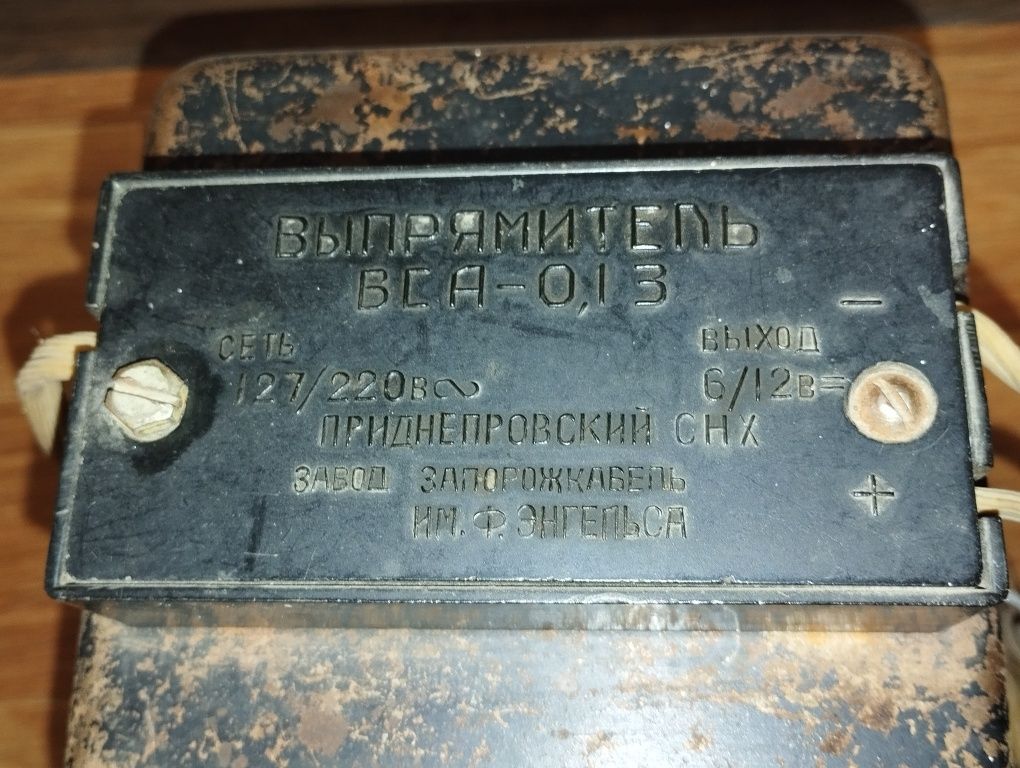 ВЫПРЯМИТЕЛЬ
ВСА-0,13
−
СЕТЬ ВЫХОД
127/220В∾ 6/12В=
ПРИДНЕПРОВСКИЙ СНХ
ЗАВОД ЗАПОРОЖКАБЕЛЬ
+
ИМ. Ф. ЭНГЕЛЬСА